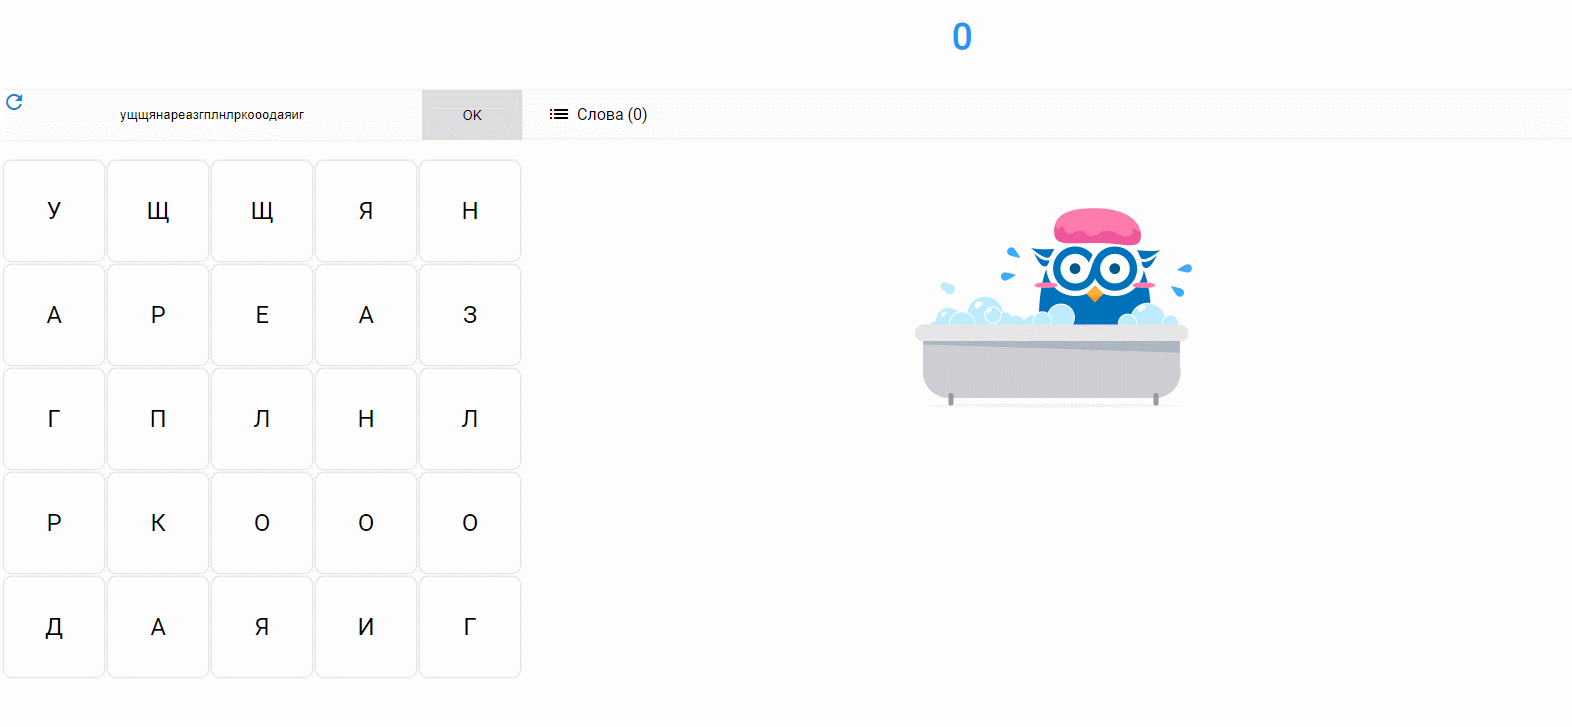 0
ущщянареазгплнлркооодаяиг
OK
Слова (0)
У Щ Щ Я Н
А Р Е А З
Г П Л Н Л
Р К О О О
Д А Я И Г